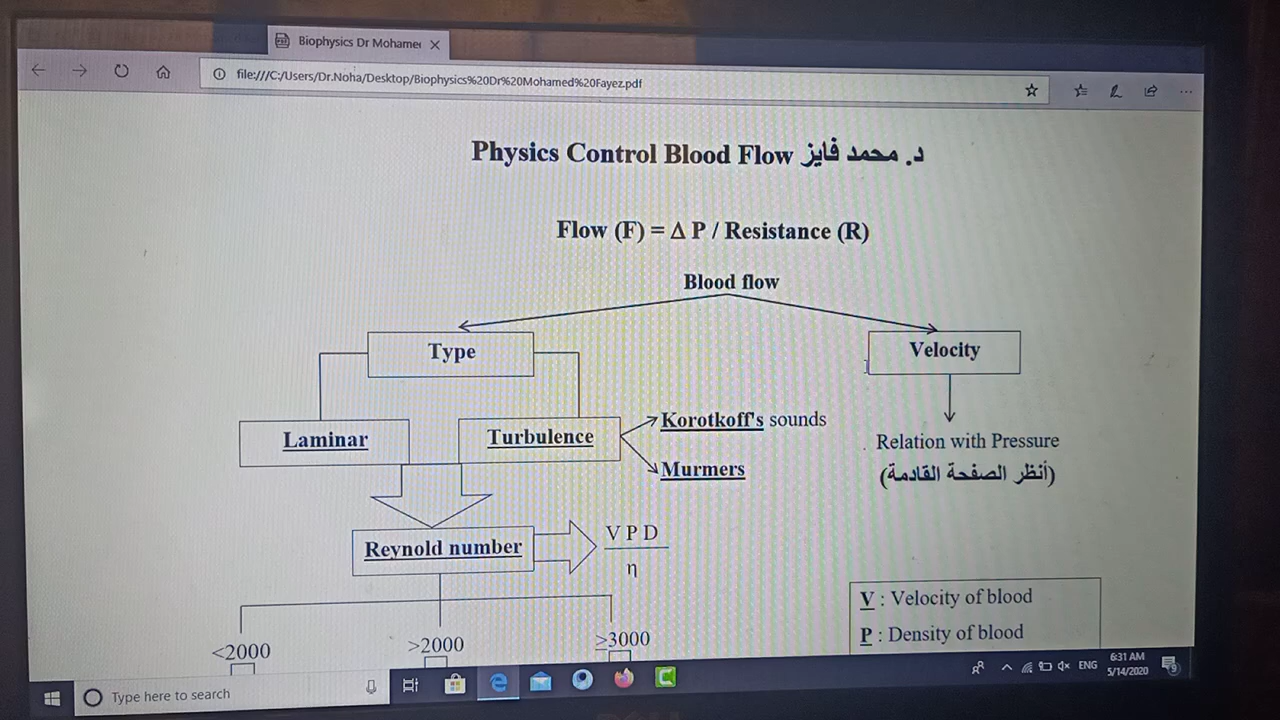 Biophysics Dr Mohame
file:///C:/Users/Dr.Noha/Desktop/Biophysics%20Dr%20Mohamed%20Fayez.pdf
Physics Control Blood Flow د. محمد فايز
Flow (F) = Δ P / Resistance (R)
Blood flow
Type
Velocity
Laminar
Turbulence
Korotkoff's sounds
Murmers
Relation with Pressure
(أنظر الصفحة القادمة)
Reynold number
V P D
η
V : Velocity of blood
P : Density of blood
<2000
>2000
≥3000
Type here to search
ENG
6:31 AM
5/14/2020